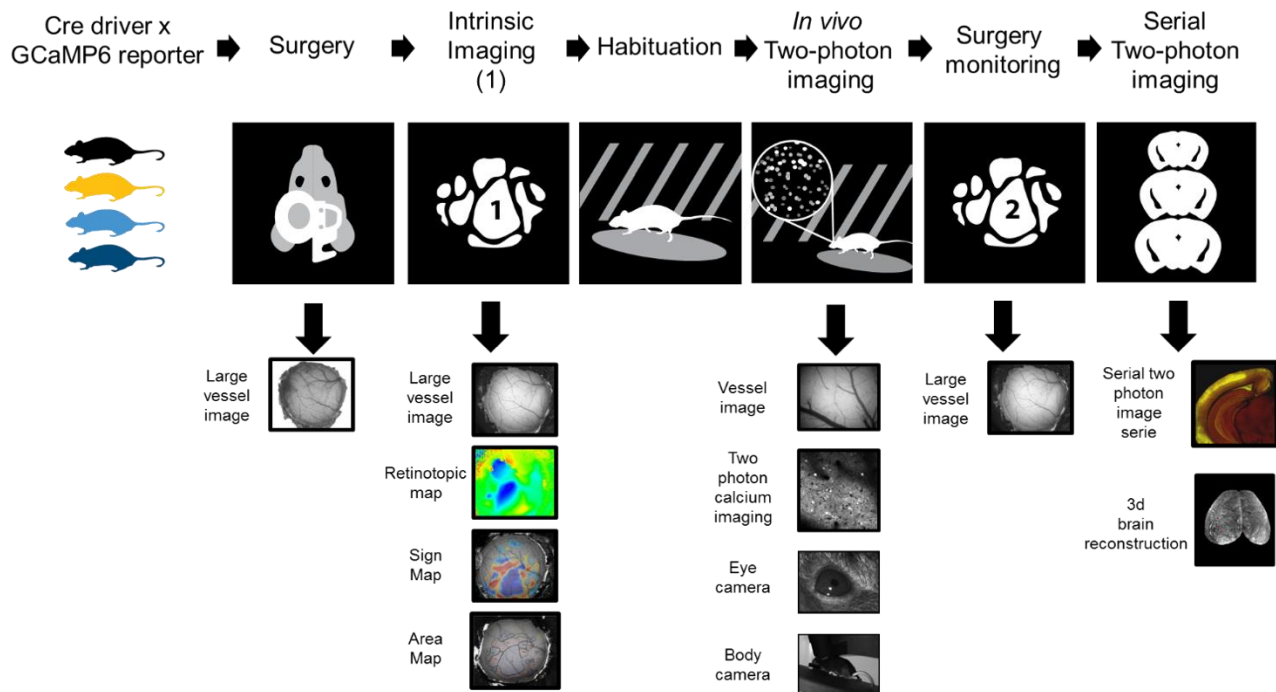 Cre driver x
GCaMP6 reporter
Surgery
Intrinsic
Imaging
(1)
Habituation
In vivo
Two-photon
imaging
Surgery
monitoring
Serial
Two-photon
imaging
1
2
Large
vessel
image
Large
vessel
image
Retinotopic
map
Sign
Map
Area
Map
Vessel
image
Two
photon
calcium
imaging
Eye
camera
Body
camera
Large
vessel
image
Serial two
photon
image
serie
3d
brain
reconstruction